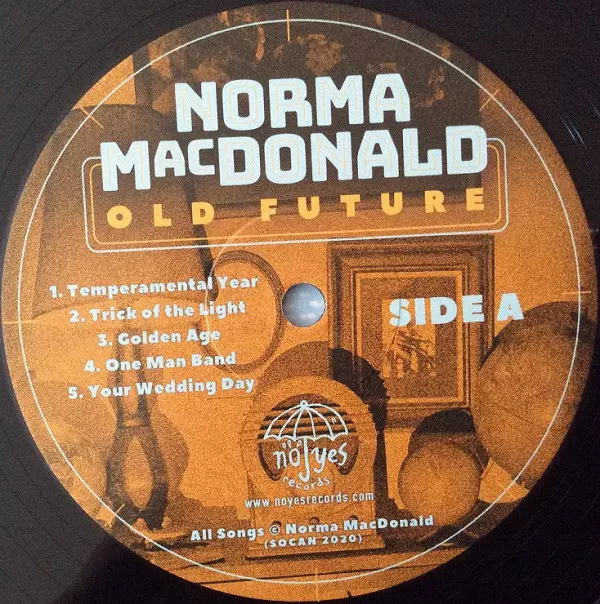 NORMA
MACDONALD
OLD FUTURE
1. Temperamental Year
2. Trick of the Light
3. Golden Age
4. One Man Band
5. Your Wedding Day
SIDE A
noyes
records
www.noyesrecords.com
All Songs © Norma MacDonald
(SOCAN 2020)